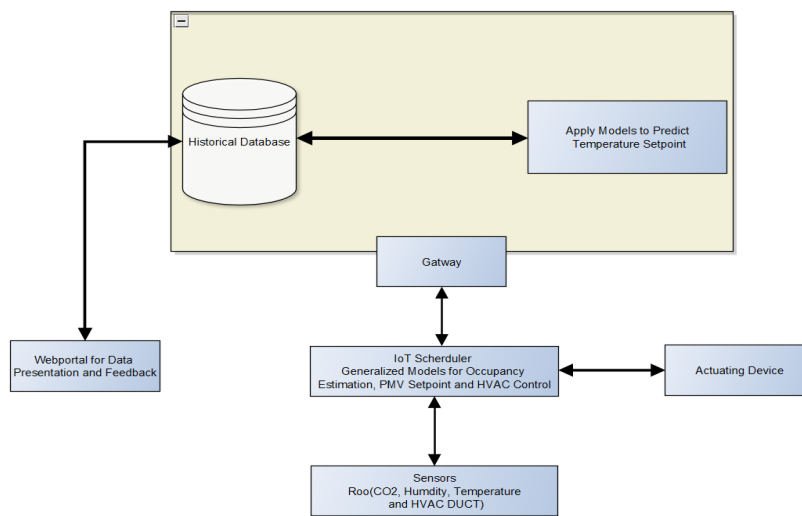 Historical Database
Apply Models to Predict
Temperature Setpoint
Gatway
Webportal for Data
Presentation and Feedback
IoT Scherduler
Generalized Models for Occupancy
Estimation, PMV Setpoint and HVAC Control
Actuating Device
Sensors
Roo(CO2, Humdity, Temperature
and HVAC DUCT)